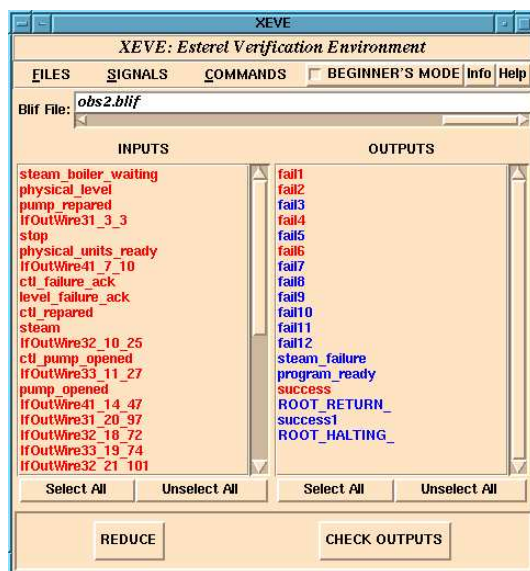 XEVE
XEVE: Esterel Verification Environment
FILES SIGNALS COMMANDS BEGINNER'S MODE Info Help
Blif File: obs2.blif
INPUTS
steam_boiler_waiting
physical_level
pump_repared
IfOutWire31_3_3
stop
physical_units_ready
IfOutWire41_7_10
ctl_failure_ack
level_failure_ack
ctl_repared
steam
IfOutWire32_10_25
ctl_pump_opened
IfOutWire33_11_27
pump_opened
IfOutWire41_14_47
IfOutWire31_20_97
IfOutWire32_18_72
IfOutWire33_19_74
IfOutWire32_21_101
Select All Unselect All
OUTPUTS
fail1
fail2
fail3
fail4
fail5
fail6
fail7
fail8
fail9
fail10
fail11
fail12
steam_failure
program_ready
success
ROOT_RETURN_
success1
ROOT_HALTING_
Select All Unselect All
REDUCE CHECK OUTPUTS